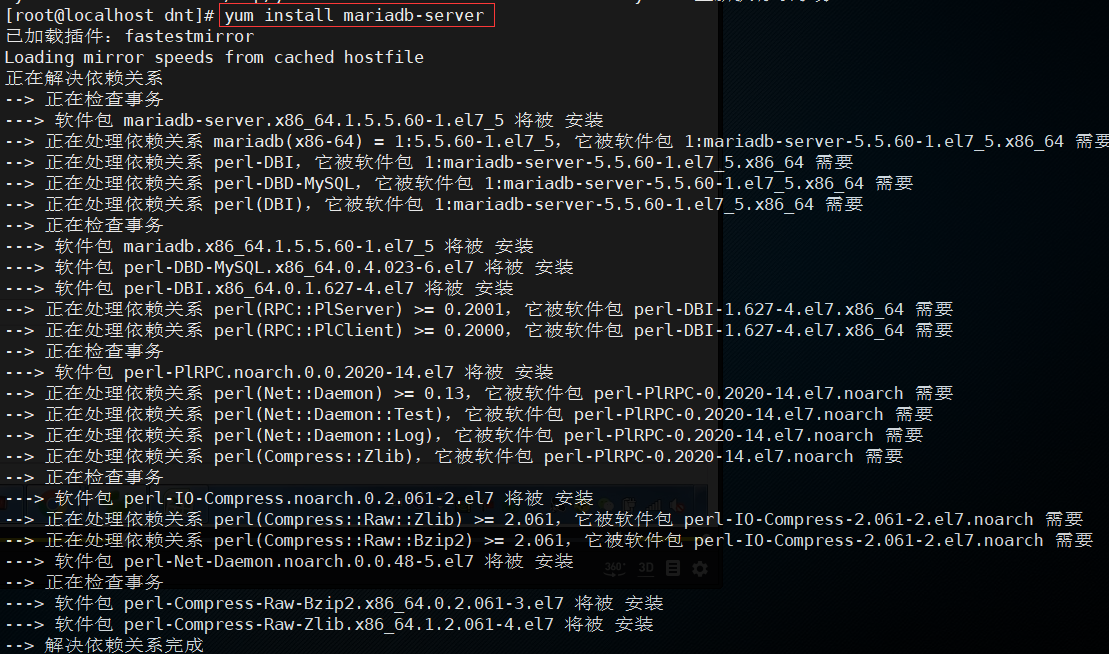 [root@localhost dnt]# yum install mariadb-server
已加载插件：fastestmirror
Loading mirror speeds from cached hostfile
正在解决依赖关系
--> 正在检查事务
---> 软件包 mariadb-server.x86_64.1.5.5.60-1.el7_5 将被 安装
--> 正在处理依赖关系 mariadb(x86-64) = 1:5.5.60-1.el7_5，它被软件包 1:mariadb-server-5.5.60-1.el7_5.x86_64 需要
--> 正在处理依赖关系 perl-DBI，它被软件包 1:mariadb-server-5.5.60-1.el7_5.x86_64 需要
--> 正在处理依赖关系 perl-DBD-MySQL，它被软件包 1:mariadb-server-5.5.60-1.el7_5.x86_64 需要
--> 正在处理依赖关系 perl(DBI)，它被软件包 1:mariadb-server-5.5.60-1.el7_5.x86_64 需要
--> 正在检查事务
---> 软件包 mariadb.x86_64.1.5.5.60-1.el7_5 将被 安装
---> 软件包 perl-DBD-MySQL.x86_64.0.4.023-6.el7 将被 安装
---> 软件包 perl-DBI.x86_64.0.1.627-4.el7 将被 安装
--> 正在处理依赖关系 perl(RPC::PlServer) >= 0.2001，它被软件包 perl-DBI-1.627-4.el7.x86_64 需要
--> 正在处理依赖关系 perl(RPC::PlClient) >= 0.2000，它被软件包 perl-DBI-1.627-4.el7.x86_64 需要
--> 正在检查事务
---> 软件包 perl-PlRPC.noarch.0.0.2020-14.el7 将被 安装
--> 正在处理依赖关系 perl(Net::Daemon) >= 0.13，它被软件包 perl-PlRPC-0.2020-14.el7.noarch 需要
--> 正在处理依赖关系 perl(Net::Daemon::Test)，它被软件包 perl-PlRPC-0.2020-14.el7.noarch 需要
--> 正在处理依赖关系 perl(Net::Daemon::Log)，它被软件包 perl-PlRPC-0.2020-14.el7.noarch 需要
--> 正在处理依赖关系 perl(Compress::Zlib)，它被软件包 perl-PlRPC-0.2020-14.el7.noarch 需要
--> 正在检查事务
---> 软件包 perl-IO-Compress.noarch.0.2.061-2.el7 将被 安装
--> 正在处理依赖关系 perl(Compress::Raw::Zlib) >= 2.061，它被软件包 perl-IO-Compress-2.061-2.el7.noarch 需要
--> 正在处理依赖关系 perl(Compress::Raw::Bzip2) >= 2.061，它被软件包 perl-IO-Compress-2.061-2.el7.noarch 需要
---> 软件包 perl-Net-Daemon.noarch.0.0.48-5.el7 将被 安装
360° 3D
--> 正在检查事务
---> 软件包 perl-Compress-Raw-Bzip2.x86_64.0.2.061-3.el7 将被 安装
---> 软件包 perl-Compress-Raw-Zlib.x86_64.1.2.061-4.el7 将被 安装
--> 解决依赖关系完成